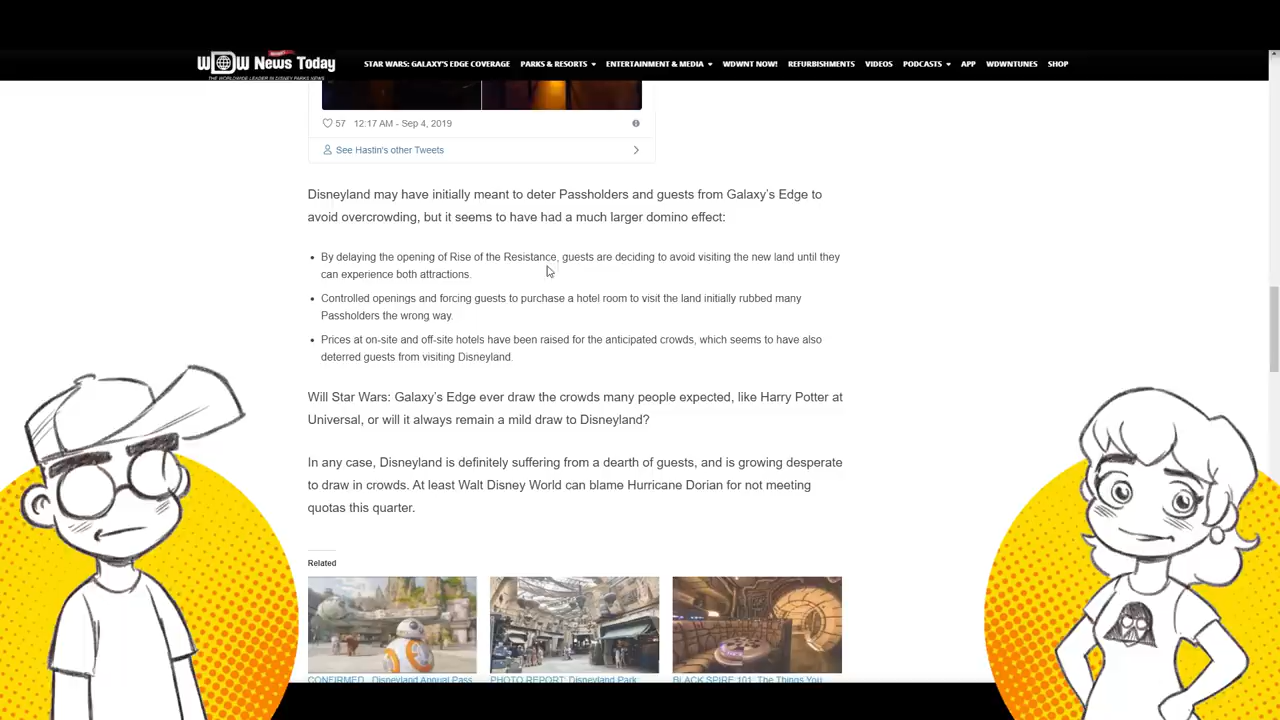 WDW News Today
THE WORLDWIDE LEADER IN DISNEY PARKS NEWS
STAR WARS: GALAXY'S EDGE COVERAGE PARKS & RESORTS ENTERTAINMENT & MEDIA WDWNT NOW! REFURBISHMENTS VIDEOS PODCASTS APP WDWNTUNES SHOP
57 12:17 AM - Sep 4, 2019
See Hastin's other Tweets
Disneyland may have initially meant to deter Passholders and guests from Galaxy's Edge to
avoid overcrowding, but it seems to have had a much larger domino effect:
• By delaying the opening of Rise of the Resistance, guests are deciding to avoid visiting the new land until they
can experience both attractions.
• Controlled openings and forcing guests to purchase a hotel room to visit the land initially rubbed many
Passholders the wrong way.
• Prices at on-site and off-site hotels have been raised for the anticipated crowds, which seems to have also
deterred guests from visiting Disneyland.
Will Star Wars: Galaxy's Edge ever draw the crowds many people expected, like Harry Potter at
Universal, or will it always remain a mild draw to Disneyland?
In any case, Disneyland is definitely suffering from a dearth of guests, and is growing desperate
to draw in crowds. At least Walt Disney World can blame Hurricane Dorian for not meeting
quotas this quarter.
Related
CONFIRMED: Disneyland Annual Pass
PHOTO REPORT: Disneyland Park
BLACK SPIRE 101: The Things You